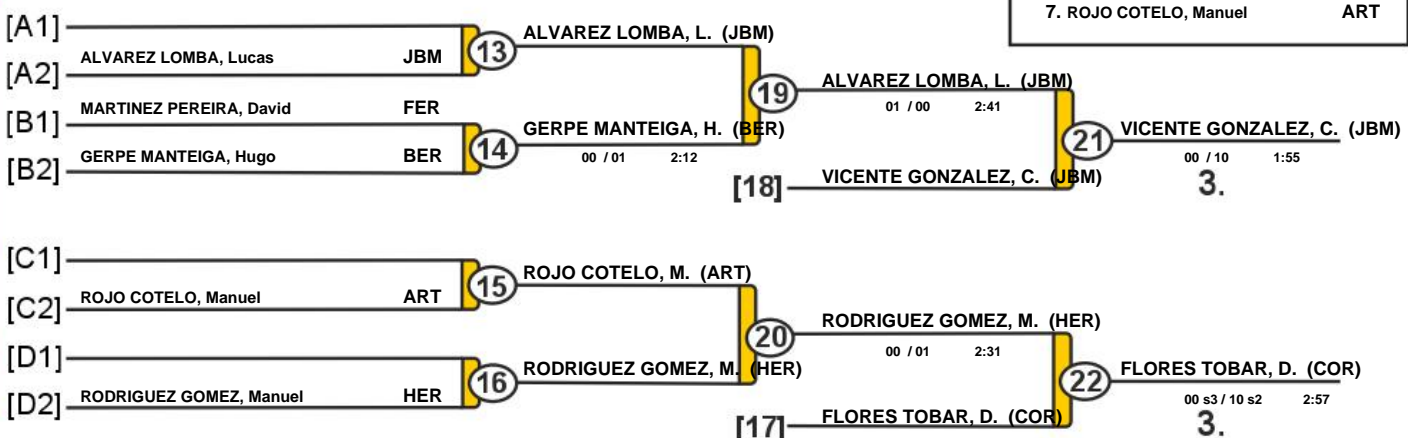 7. ROJO COTELO, Manuel ART
[A1]
ALVAREZ LOMBA, L. (JBM)
13
ALVAREZ LOMBA, Lucas JBM
[A2]
ALVAREZ LOMBA, L. (JBM)
19
01 / 00 2:41
MARTINEZ PEREIRA, David FER
[B1]
GERPE MANTEIGA, H. (BER)
VICENTE GONZALEZ, C. (JBM)
21
14
GERPE MANTEIGA, Hugo BER
00 / 01 2:12
00 / 10 1:55
[B2]
VICENTE GONZALEZ, C. (JBM)
[18]
3.
[C1]
ROJO COTELO, M. (ART)
15
ROJO COTELO, Manuel ART
[C2]
RODRIGUEZ GOMEZ, M. (HER)
20
00 / 01 2:31
[D1]
RODRIGUEZ GOMEZ, M. (HER)
FLORES TOBAR, D. (COR)
16
22
RODRIGUEZ GOMEZ, Manuel HER
00 s3 / 10 s2 2:57
[D2]
FLORES TOBAR, D. (COR)
[17]
3.